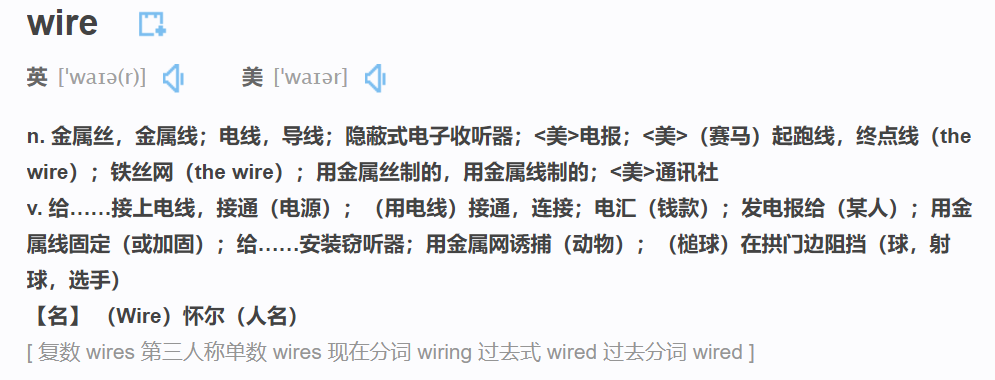 wire
英 ['waɪə(r)] 美 ['waɪər]
n. 金属丝，金属线；电线，导线；隐蔽式电子收听器；<美>电报；<美>（赛马）起跑线，终点线（the
wire）；铁丝网（the wire）；用金属丝制的，用金属线制的；<美>通讯社
v. 给……接上电线，接通（电源）；（用电线）接通，连接；电汇（钱款）；发电报给（某人）；用金
属线固定（或加固）；给……安装窃听器；用金属网诱捕（动物）；（槌球）在拱门边阻挡（球，射
球，选手）
【名】（Wire）怀尔（人名）
[ 复数 wires 第三人称单数 wires 现在分词 wiring 过去式 wired 过去分词 wired ]